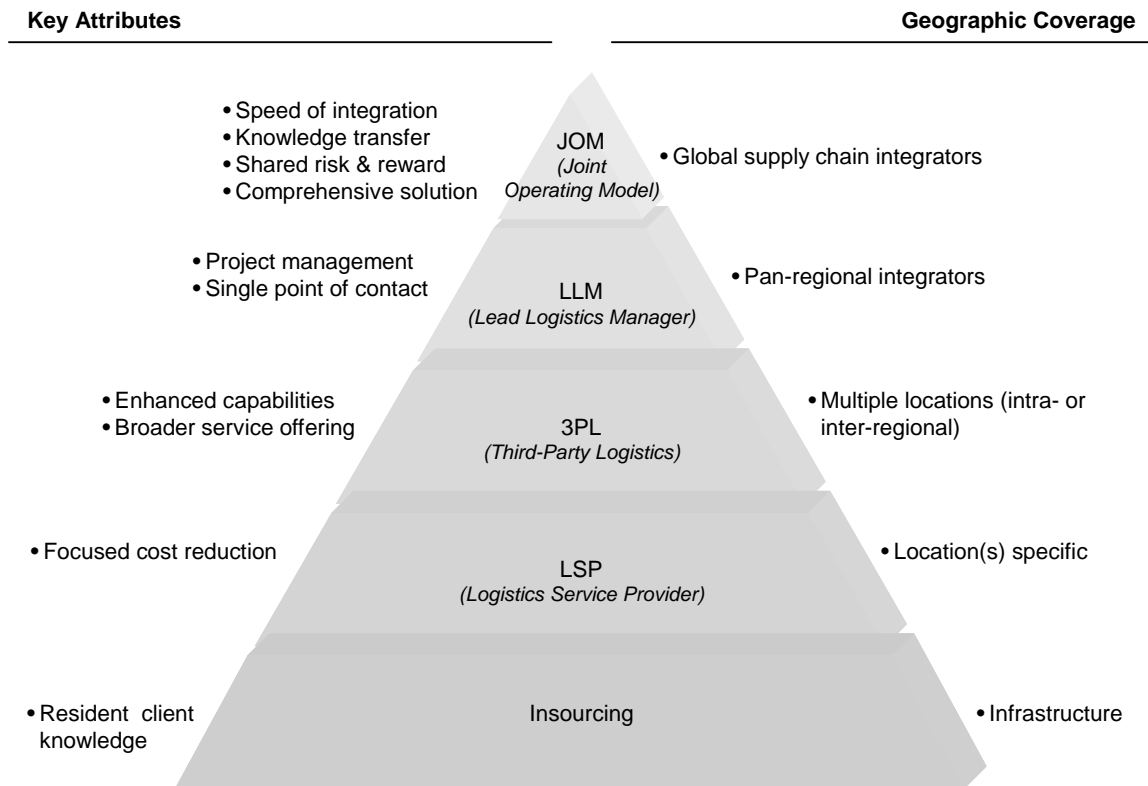 Key Attributes
Geographic Coverage
• Speed of integration
• Knowledge transfer
• Shared risk & reward
• Comprehensive solution
JOM
(Joint
Operating Model)
• Global supply chain integrators
• Project management
• Single point of contact
LLM
(Lead Logistics Manager)
• Pan-regional integrators
• Enhanced capabilities
• Broader service offering
3PL
(Third-Party Logistics)
• Multiple locations (intra- or
inter-regional)
• Focused cost reduction
LSP
(Logistics Service Provider)
• Location(s) specific
• Resident client
knowledge
Insourcing
• Infrastructure